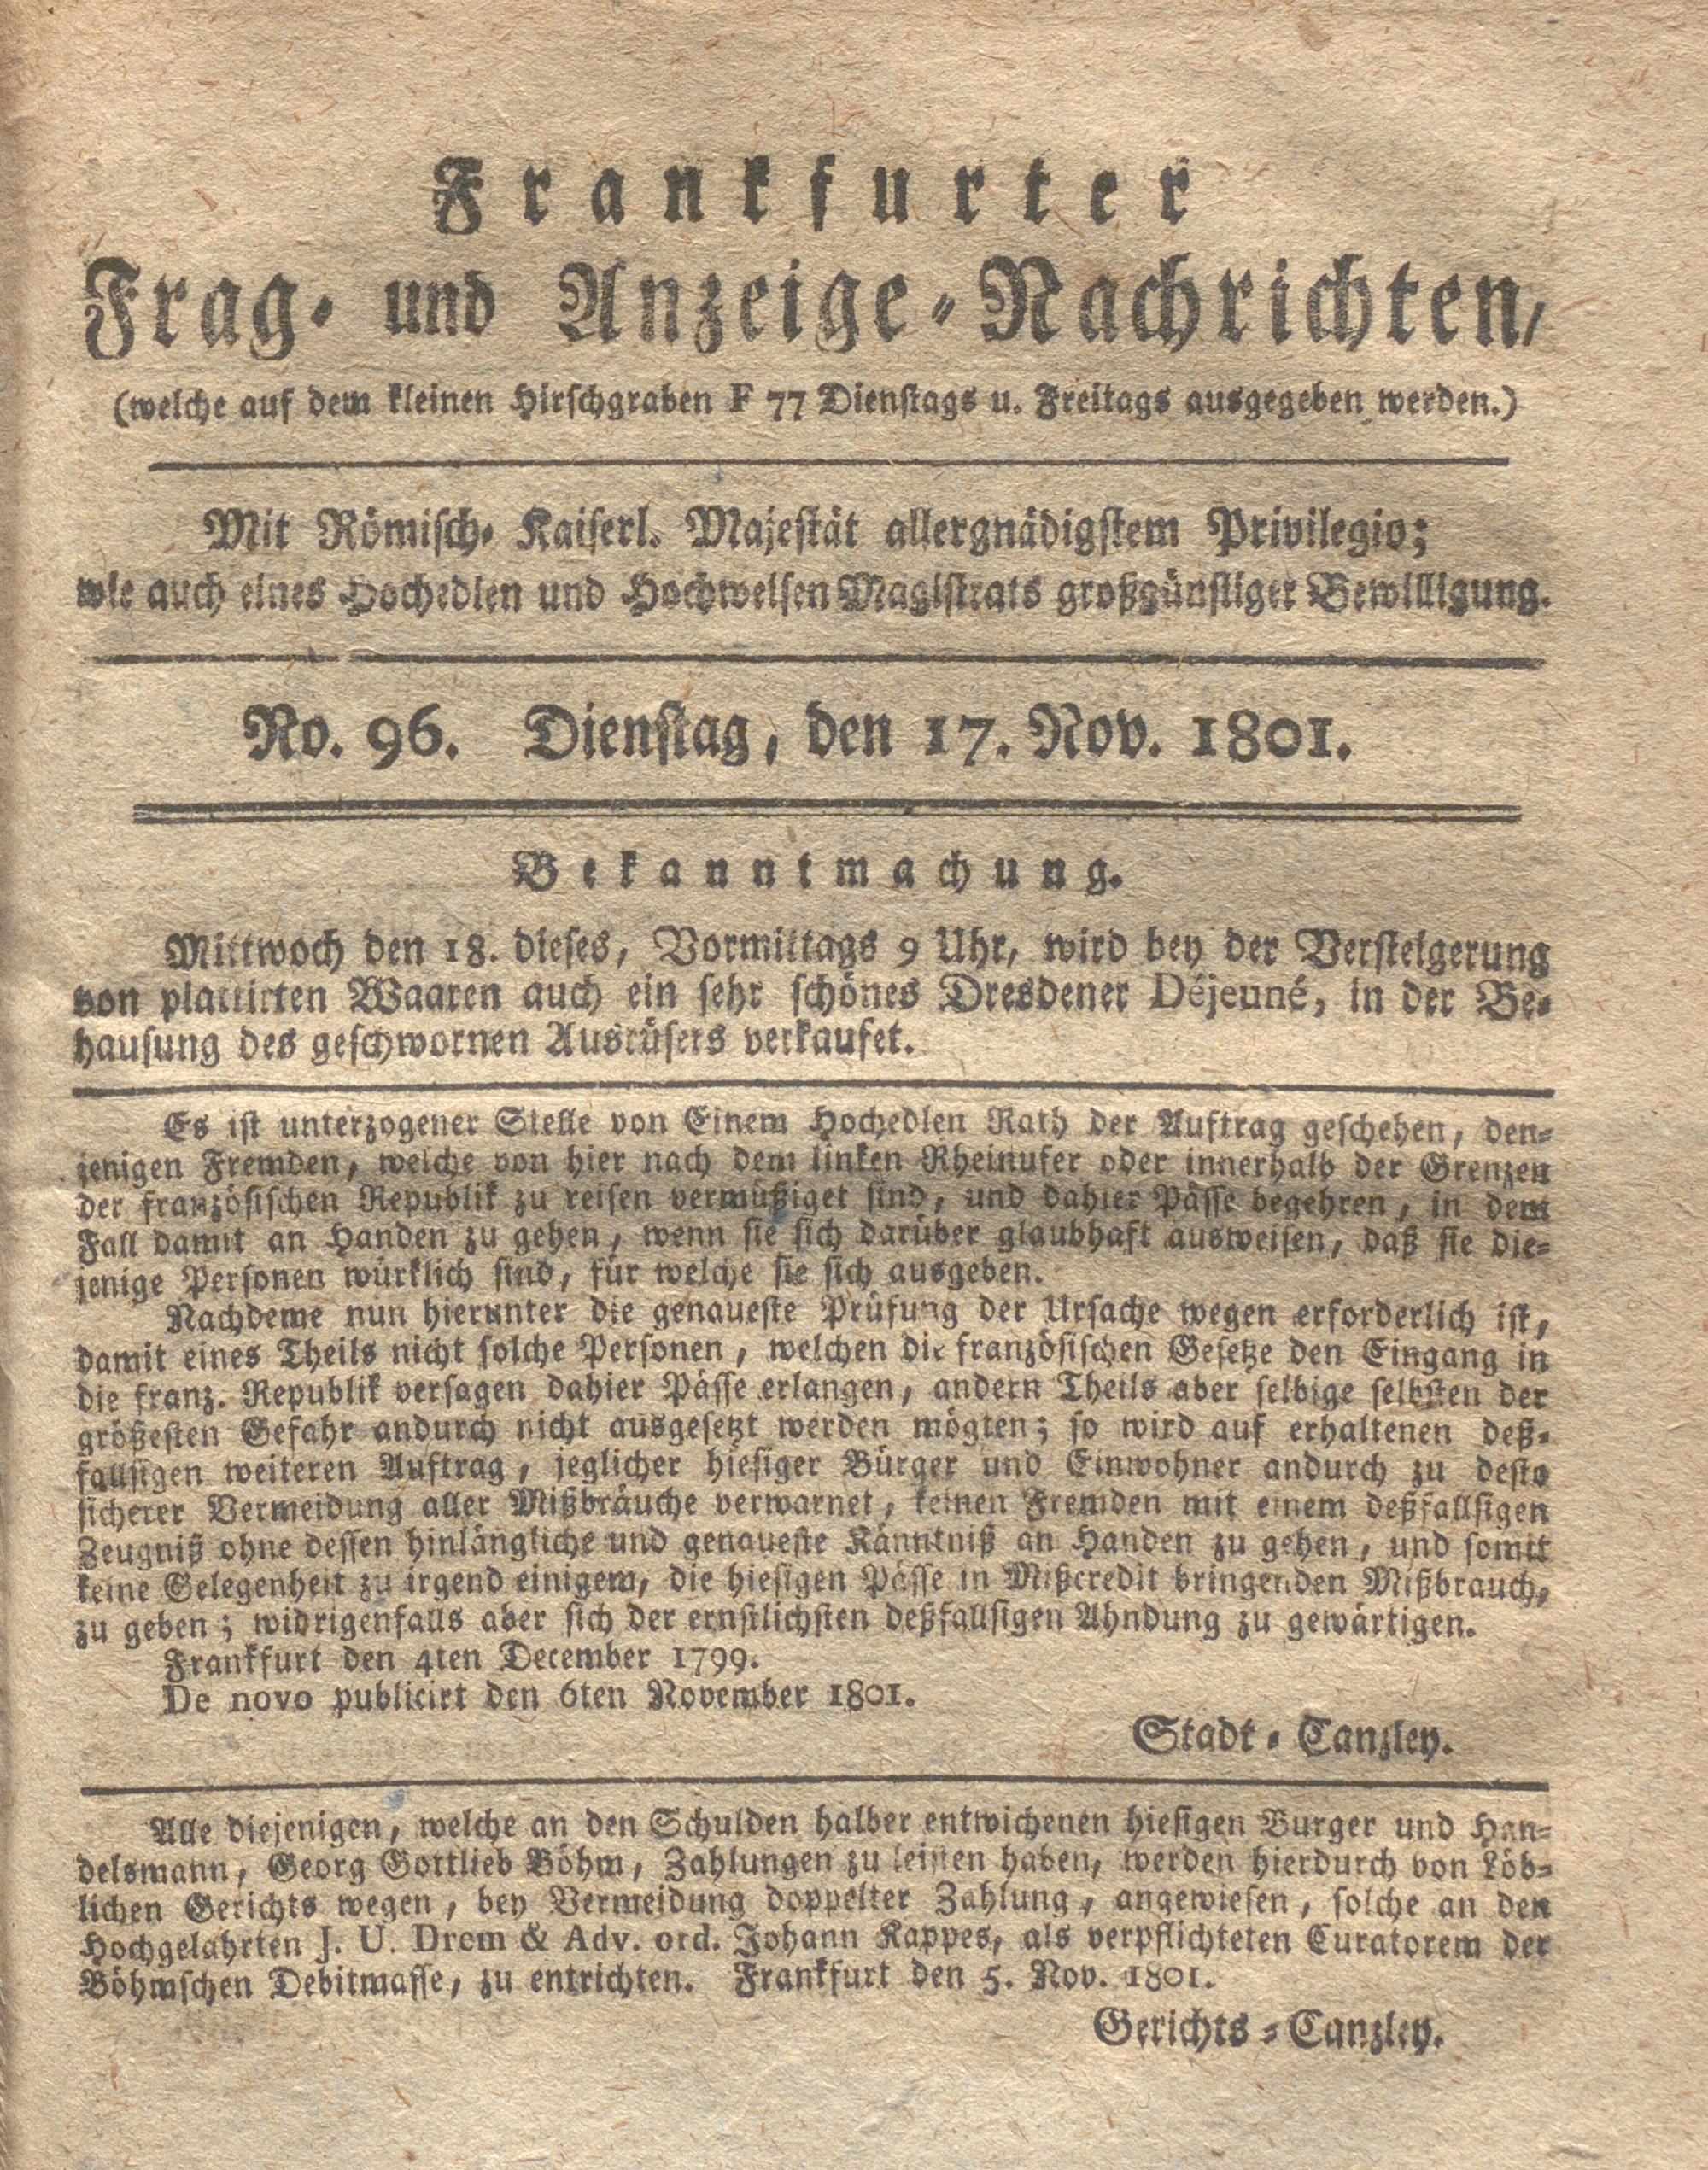 Frankfurter
Frag- und Anzeige-Nachrichten,
(welche auf dem kleinen Hirschgraben F 77 Dienstags u. Freitags ausgegeben werden.)
Mit Römisch- Kaiserl. Majestät allergnädigstem Privilegio;
wie auch eines Hochedlen und Hochweisen Magistrats großgünstiger Bewilligung.
No. 96. Dienstag, den 17. Nov. 1801.
Bekanntmachung.
Mittwoch den 18. dieses, Vormittags 9 Uhr, wird bey der Versteigerung
von plattirten Waaren auch ein sehr schönes Dresdener Déjeuné, in der Be-
hausung des geschwornen Ausrüfers verkaufet.
Es ist unterzogener Stelle von Einem Hochedlen Rath der Auftrag geschehen, den-
jenigen Fremden, welche von hier nach dem linken Rheinufer oder innerhalb der Grenzen
der französischen Republik zu reisen vermüßiget sind, und dahier Pässe begehren, in dem
Fall damit an Handen zu gehen, wenn sie sich darüber glaubhaft ausweisen, daß sie die-
jenige Personen würklich sind, für welche sie sich ausgeben.
Nachdeme nun hierunter die genaueste Prüfung der Ursache wegen erforderlich ist,
damit eines Theils nicht solche Personen, welchen die französischen Gesetze den Eingang in
die franz. Republik versagen dahier Pässe erlangen, andern Theils aber selbige selbsten der
größesten Gefahr andurch nicht ausgesetzt werden mögten; so wird auf erhaltenen deß-
fallsigen weiteren Auftrag, jeglicher hiesiger Bürger und Einwohner andurch zu desto
sicherer Vermeidung aller Mißbräuche verwarnet, keinen Fremden mit einem deßfallsigen
Zeugniß ohne dessen hinlängliche und genaueste Känntniß an Handen zu gehen, und somit
keine Gelegenheit zu irgend einigem, die hiesigen Pässe in Mißcredit bringenden Mißbrauch,
zu geben; widrigenfalls aber sich der ernstlichsten deßfallsigen Ahndung zu gewärtigen.
Frankfurt den 4ten December 1799.
De novo publicirt den 6ten November 1801.
Stadt-Canzley.
Alle diejenigen, welche an den Schulden halber entwichenen hiesigen Burger und Han-
delsmann, Georg Gottlieb Böhm, Zahlungen zu leisten haben, werden hierdurch von Löb-
lichen Gerichts wegen, bey Vermeidung doppelter Zahlung, angewiesen, solche an den
Hochgelahrten J. U. Drem & Adv. ord. Johann Kappes, als verpflichteten Curatorem der
Böhmschen Debitmasse, zu entrichten. Frankfurt den 5. Nov. 1801.
Gerichts-Canzley.